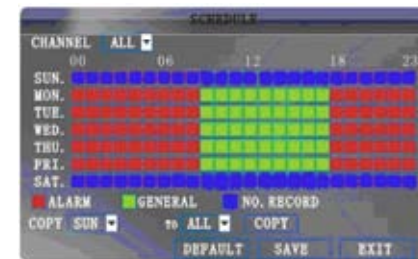 SCHEDULE
CHANNEL ALL
00 06 12 18 23
SUN.
MON.
TUE.
WED.
THU.
FRI.
SAT.
ALARM GENERAL NO. RECORD
COPY SUN TO ALL COPY
DEFAULT SAVE EXIT